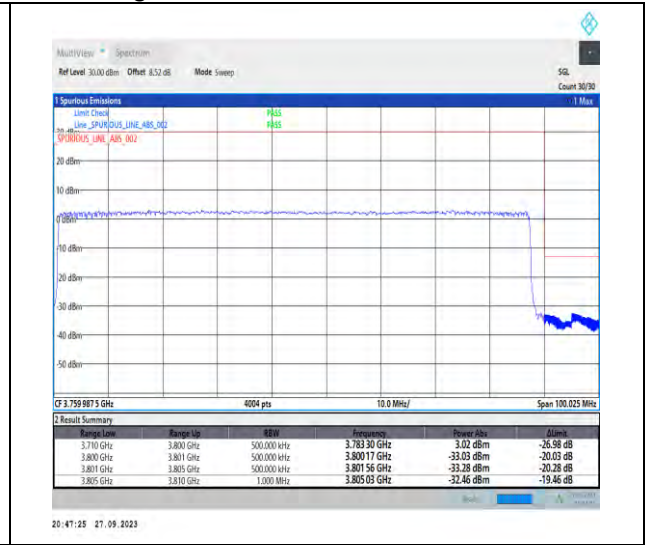 MultiView Spectrum
Ref Level 30.00 dBm Offset 8.52 dB Mode Sweep SGL
Count 30/30
1 Spurious Emissions 1 Max
Limit Check PASS
Line _SPURIOUS_LINE_ABS_002 PASS
_SPURIOUS_LINE_ABS_002
20 dBm
10 dBm
0 dBm
-10 dBm
-20 dBm
-30 dBm
-40 dBm
-50 dBm
CF 3.759 987 5 GHz 4004 pts 10.0 MHz/ Span 100.025 MHz
2 Result Summary
Range Low Range Up RBW Frequency Power Abs ΔLimit
3.710 GHz 3.800 GHz 500.000 kHz 3.783 30 GHz 3.02 dBm -26.98 dB
3.800 GHz 3.801 GHz 500.000 kHz 3.800 17 GHz -33.03 dBm -20.03 dB
3.801 GHz 3.805 GHz 500.000 kHz 3.801 56 GHz -33.28 dBm -20.28 dB
3.805 GHz 3.810 GHz 1.000 MHz 3.805 03 GHz -32.46 dBm -19.46 dB
20:47:25 27.09.2023